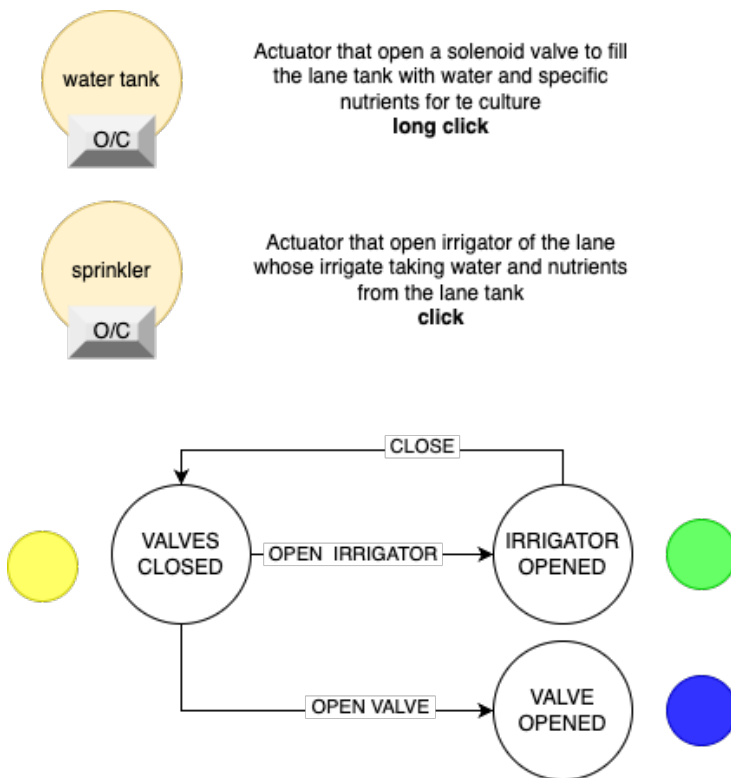 water tank
O/C
Actuator that open a solenoid valve to fill
the lane tank with water and specific
nutrients for te culture
long click
sprinkler
O/C
Actuator that open irrigator of the lane
whose irrigate taking water and nutrients
from the lane tank
click
CLOSE
VALVES
CLOSED
OPEN IRRIGATOR
IRRIGATOR
OPENED
OPEN VALVE
VALVE
OPENED